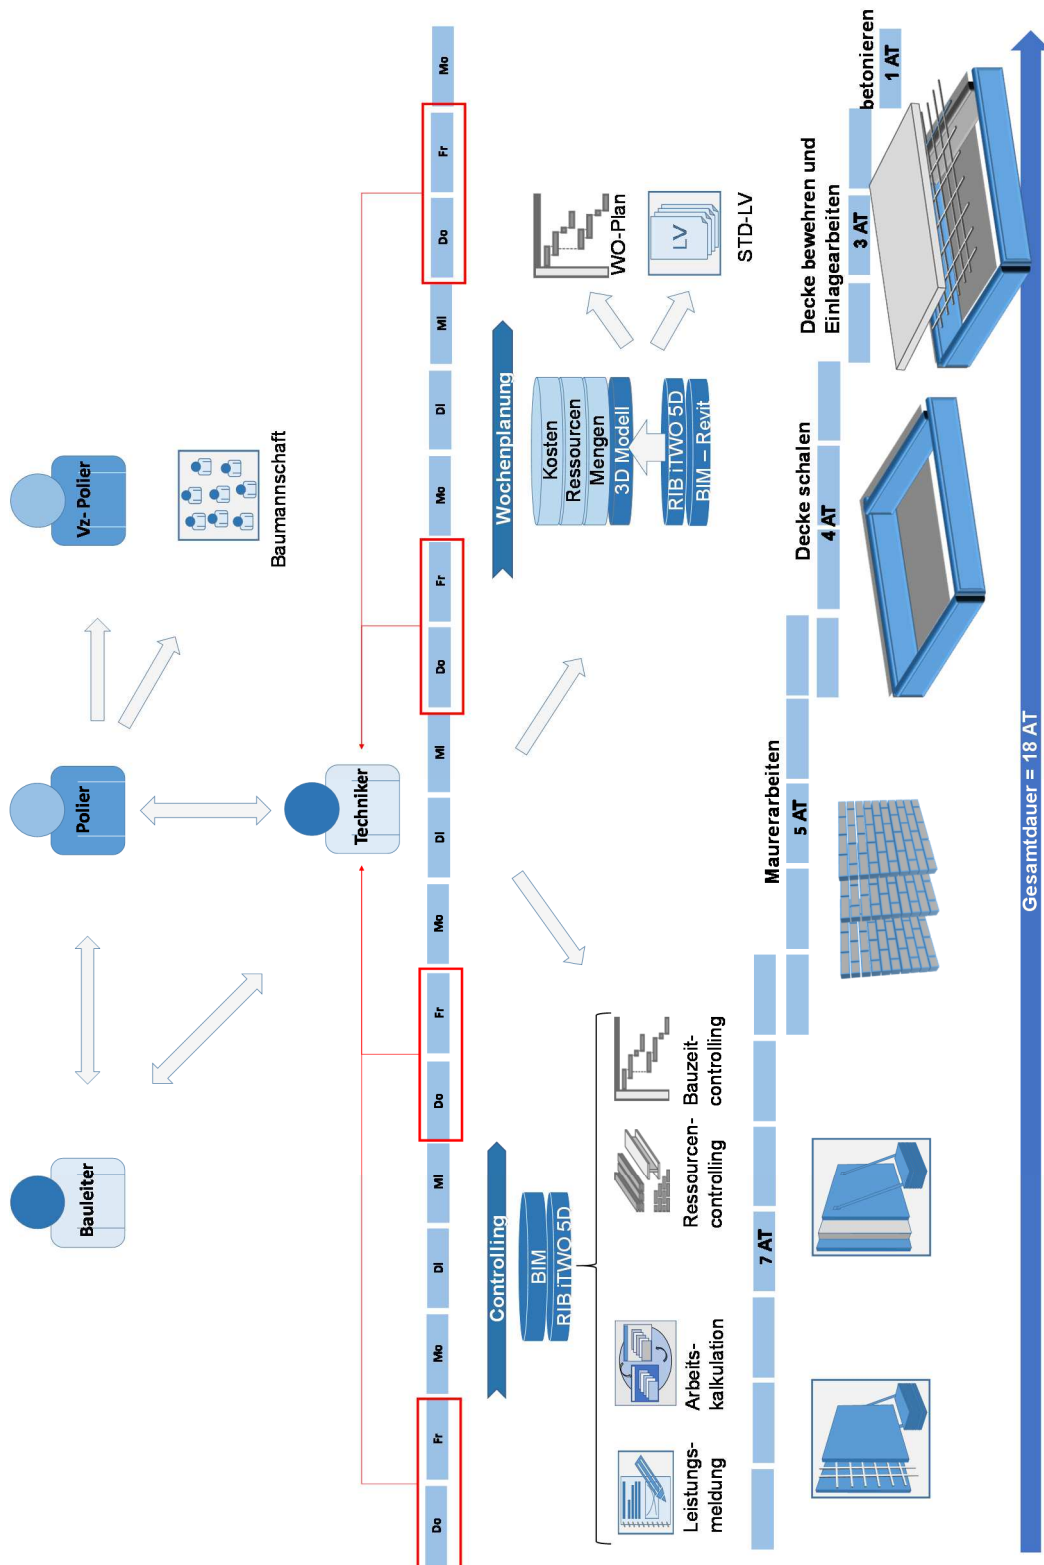 Bauleiter
Polier
Vz- Polier
Baumannschaft
Techniker
Do
Fr
Mo
DI
MI
Do
Fr
Mo
DI
MI
Do
Fr
Mo
DI
MI
Do
Fr
Mo
Controlling
Wochenplanung
BIM
RIB iTWO 5D
Kosten
Ressourcen
Mengen
3D Modell
RIB iTWO 5D
BIM – Revit
WO-Plan
LV
STD-LV
Leistungs-
meldung
Arbeits-
kalkulation
Ressourcen-
controlling
Bauzeit-
controlling
7 AT
Maurerarbeiten
5 AT
Decke schalen
4 AT
Decke bewehren und
Einlagearbeiten
3 AT
betonieren
1 AT
Gesamtdauer = 18 AT